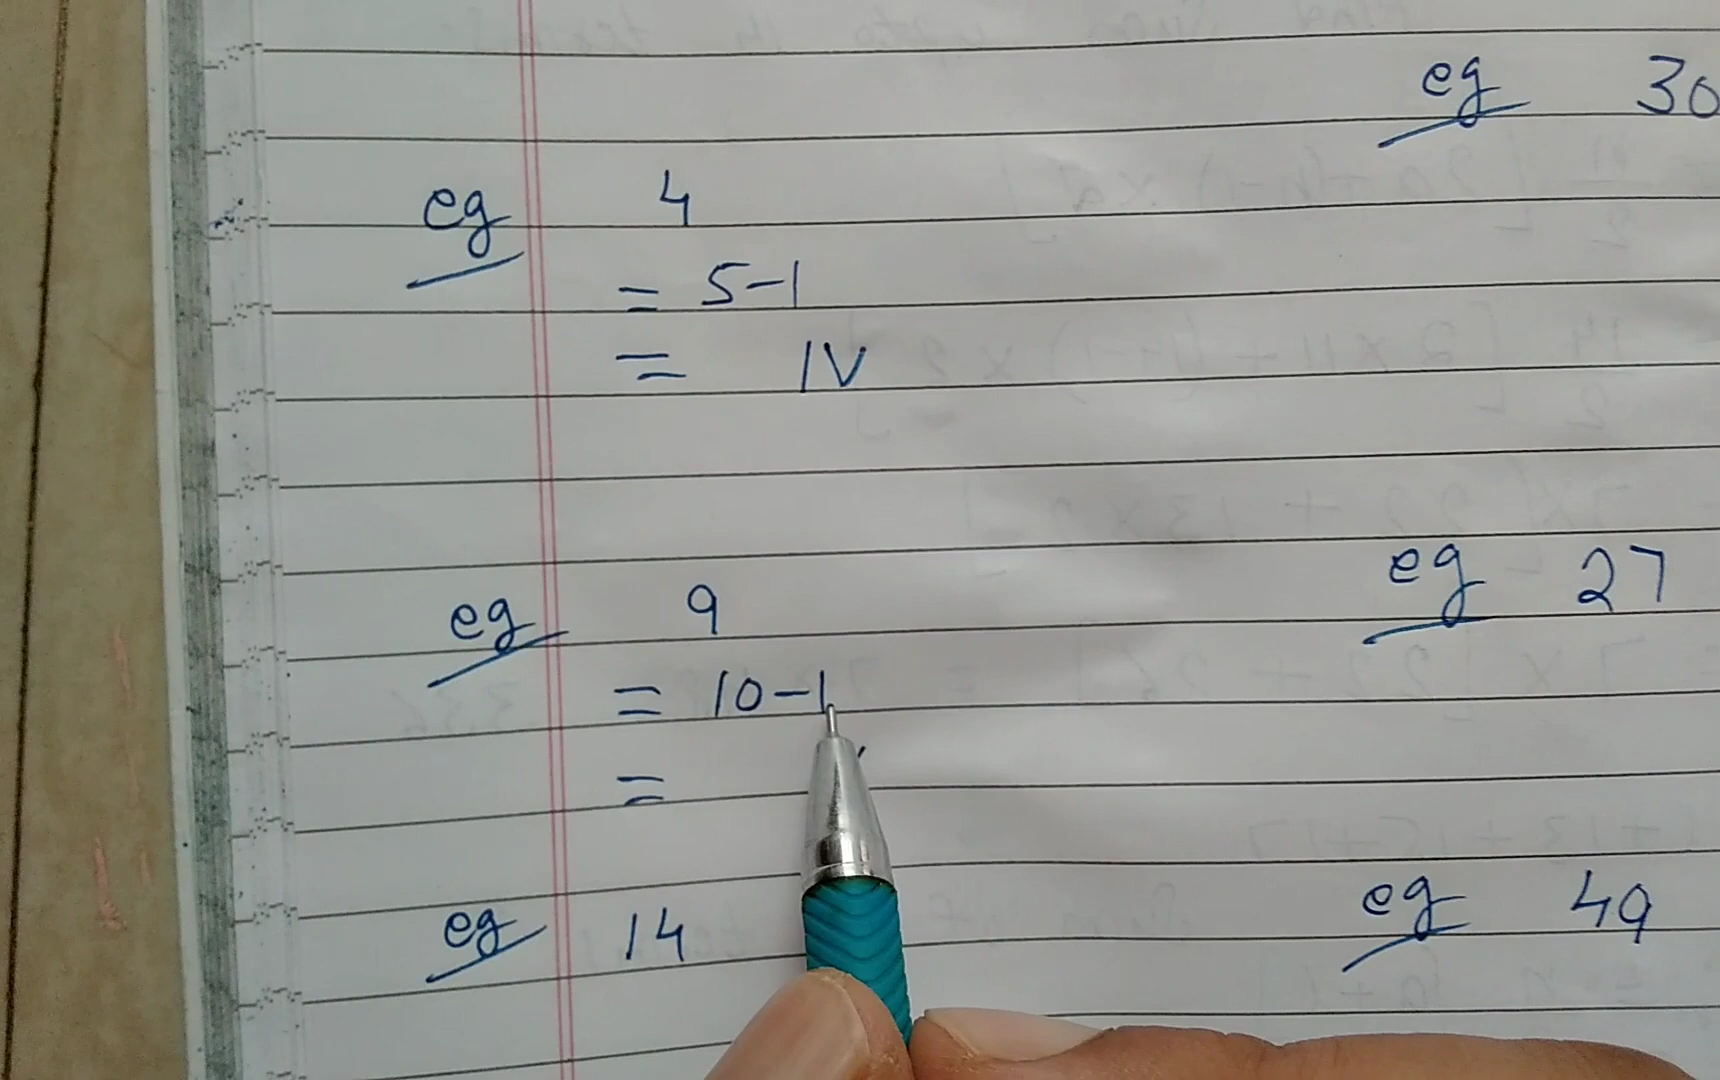 eg 30
eg 4
= 5-1
= IV
eg 9
= 10-1
=
eg 27
eg 14
eg 49